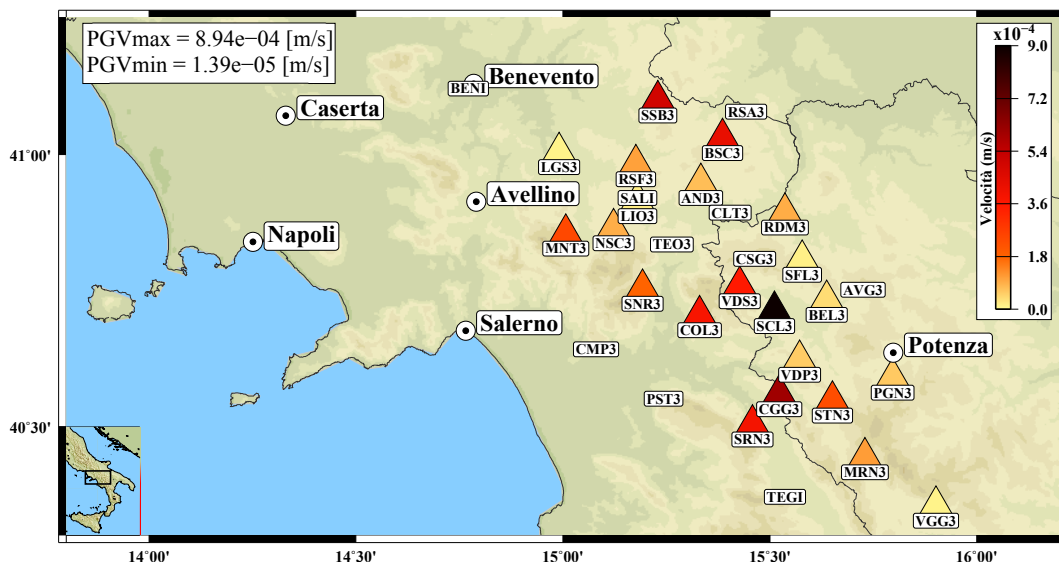 PGVmax = 8.94e−04 [m/s]
PGVmin = 1.39e−05 [m/s]
x10⁻⁴
9.0
7.2
5.4
3.6
1.8
0.0
Velocità (m/s)
Benevento
BENI
Caserta
Avellino
Napoli
Salerno
Potenza
SSB3
RSA3
BSC3
LGS3
RSF3
AND3
SALI
LIO3
CLT3
RDM3
MNT3
NSC3
TEO3
CSG3
SFL3
SNR3
VDS3
AVG3
COL3
SCL3
BEL3
CMP3
VDP3
PGN3
PST3
CGG3
STN3
SRN3
MRN3
TEGI
VGG3
41°00'
40°30'
14°00'
14°30'
15°00'
15°30'
16°00'